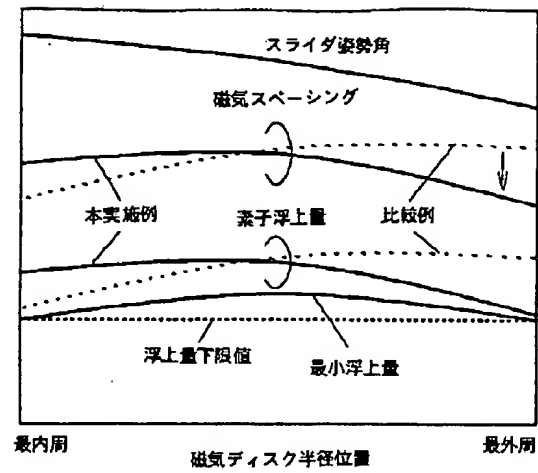 スライダ姿勢角
磁気スペーシング
本実施例
素子浮上量
比較例
浮上量下限値
最小浮上量
最内周
磁気ディスク半径位置
最外周